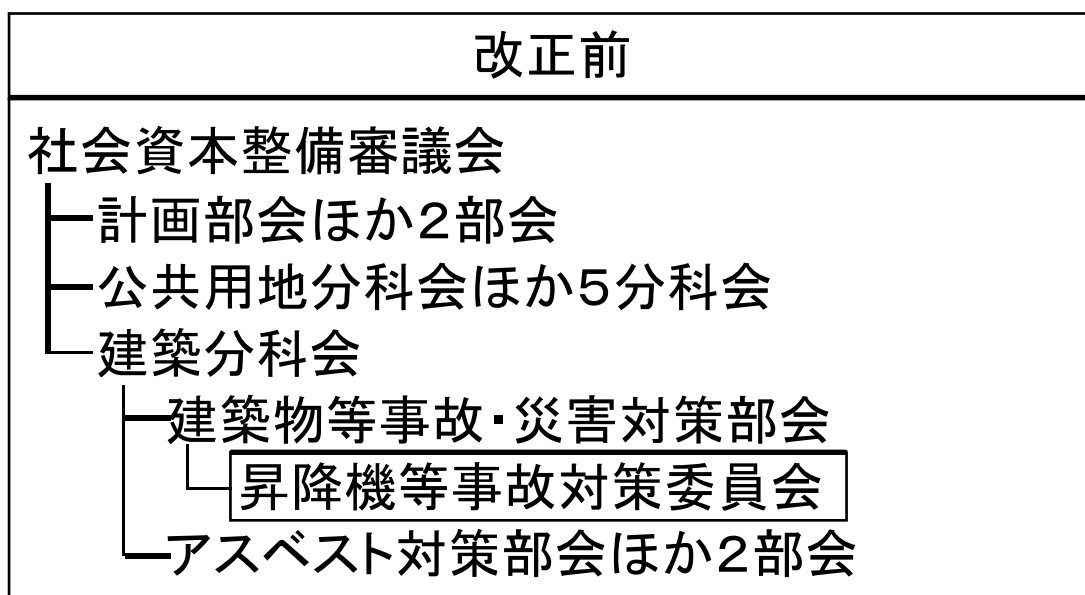 改正前
社会資本整備審議会
計画部会ほか2部会
公共用地分科会ほか5分科会
建築分科会
建築物等事故・災害対策部会
昇降機等事故対策委員会
アスベスト対策部会ほか2部会